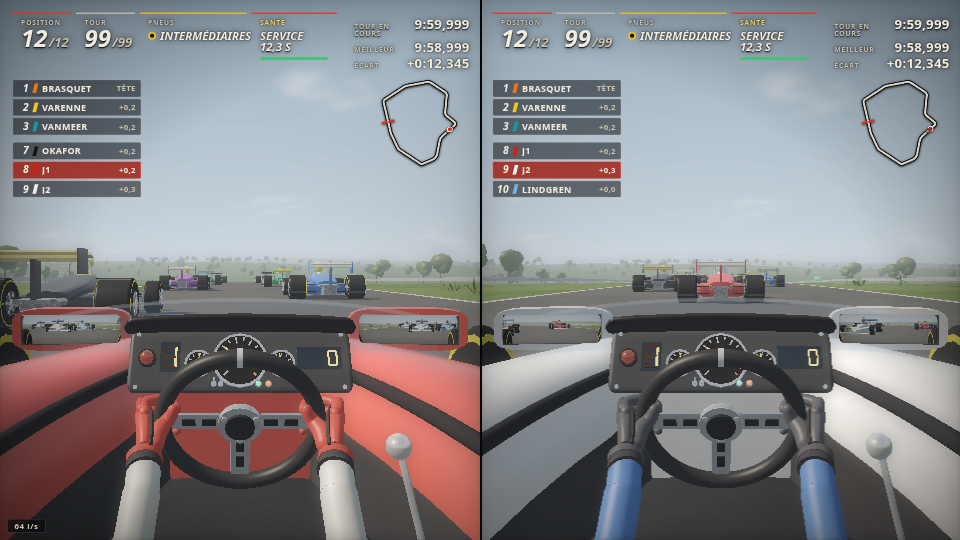 POSITION TOUR PNEUS SANTÉ
12/12 99/99 INTERMÉDIAIRES SERVICE
12,3 S
TOUR EN COURS 9:59,999
MEILLEUR 9:58,999
ÉCART +0:12,345
1 BRASQUET TÊTE
2 VARENNE +0,2
3 VANMEER +0,2
7 OKAFOR +0,2
8 J1 +0,2
9 J2 +0,3
1 0
64 i/s
POSITION TOUR PNEUS SANTÉ
12/12 99/99 INTERMÉDIAIRES SERVICE
12,3 S
TOUR EN COURS 9:59,999
MEILLEUR 9:58,999
ÉCART +0:12,345
1 BRASQUET TÊTE
2 VARENNE +0,2
3 VANMEER +0,2
8 J1 +0,2
9 J2 +0,3
10 LINDGREN +0,0
1 0